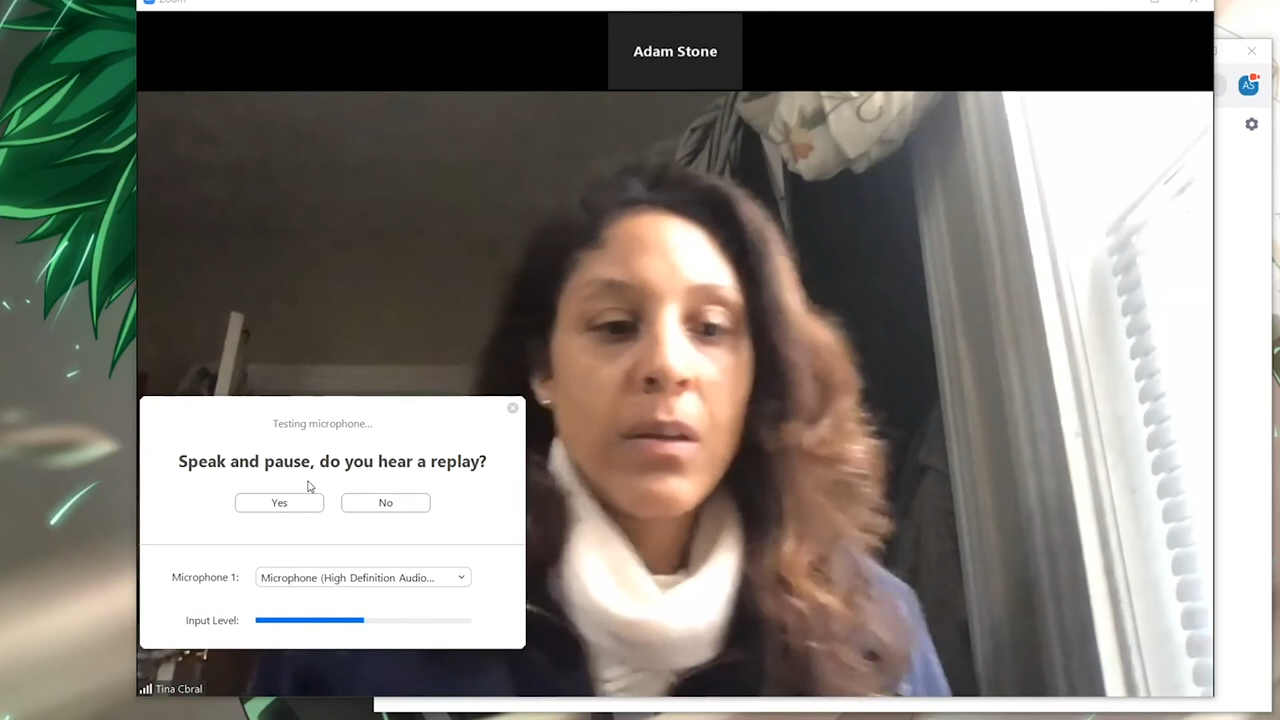 Zoom
Adam Stone
AS
Testing microphone...
Speak and pause, do you hear a replay?
Yes
No
Microphone 1:
Microphone (High Definition Audio...
Input Level:
Tina Cbral